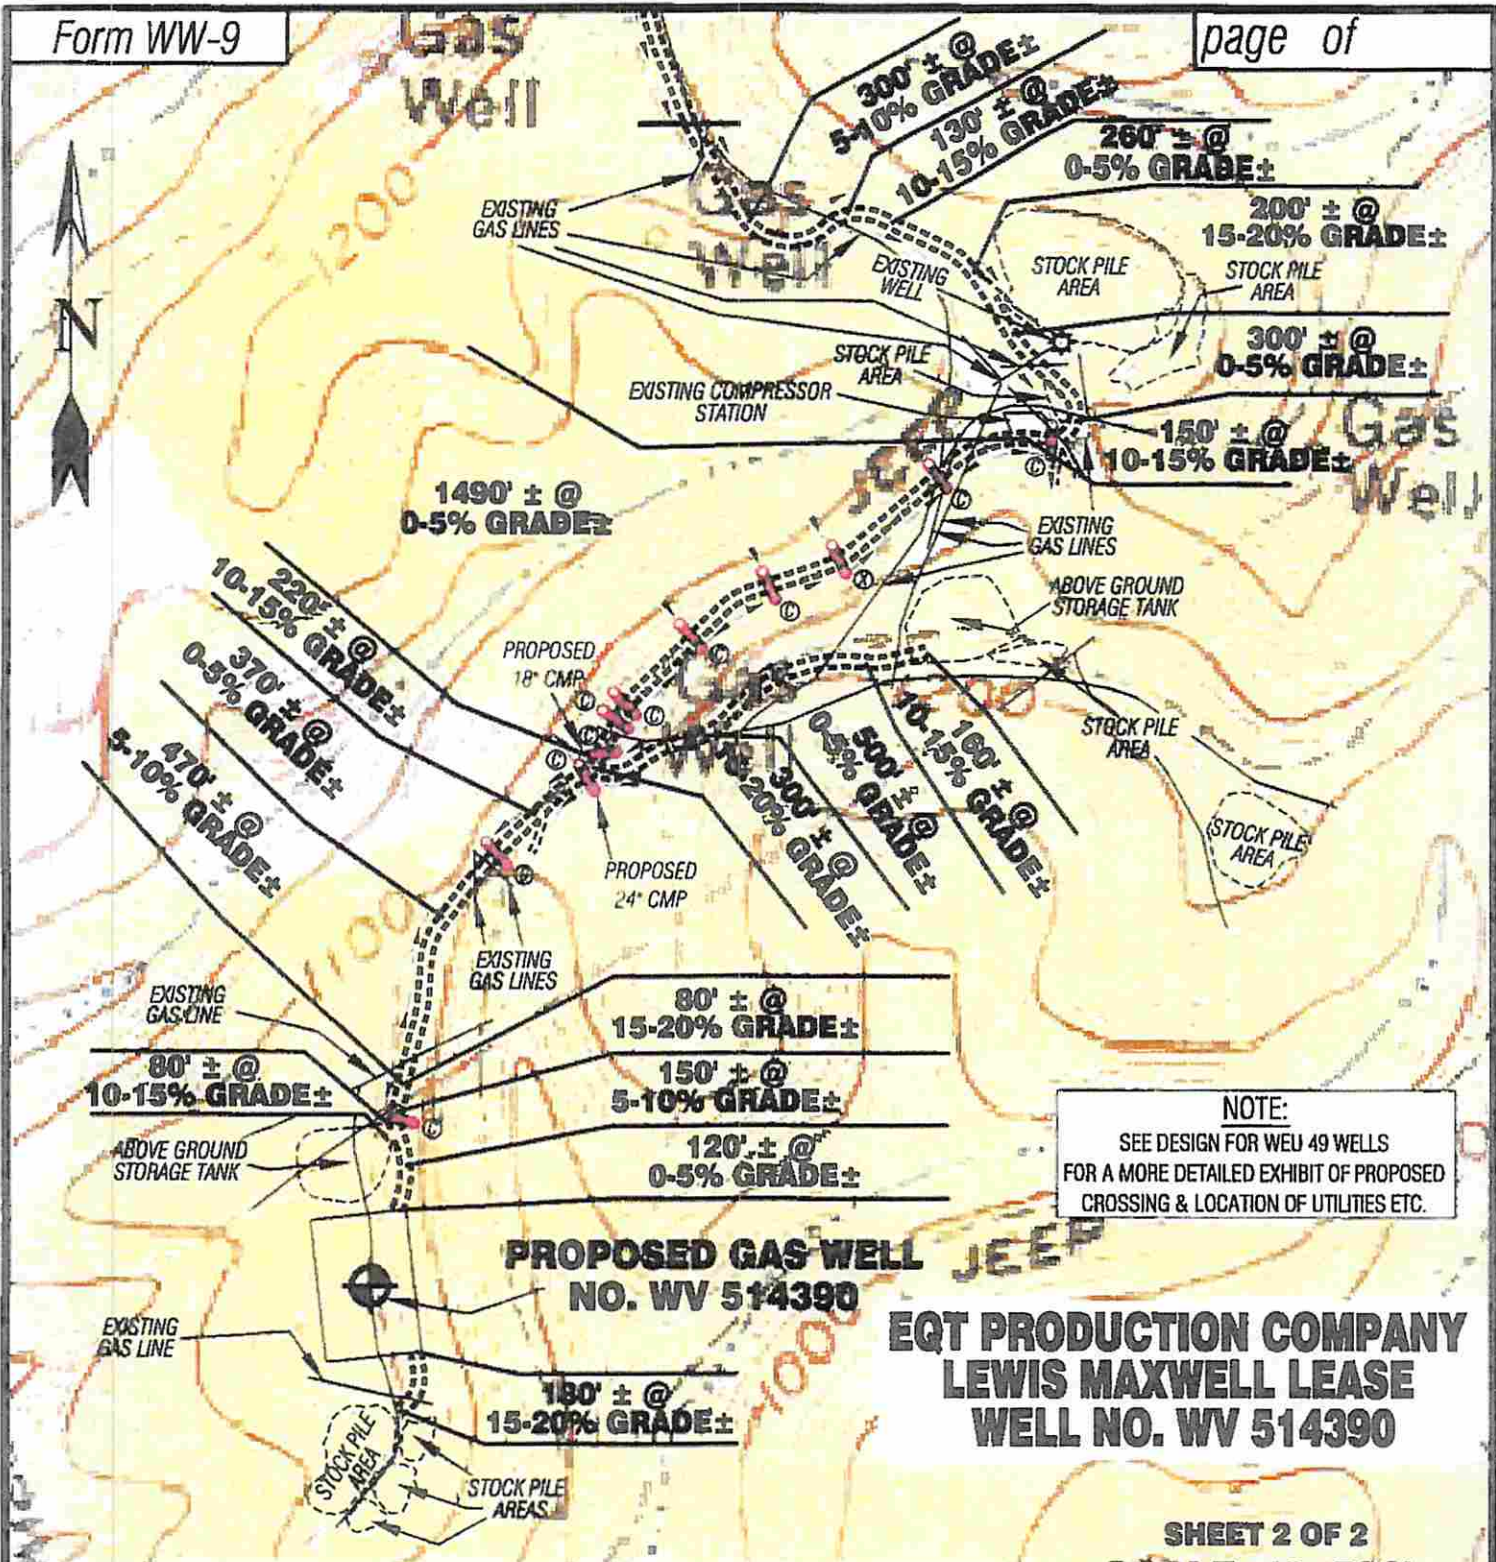 Form WW-9
page of
Gas
Well
300' ± @
5-10% GRADE±
130' ± @
10-15% GRADE±
260' ± @
0-5% GRADE±
200' ± @
15-20% GRADE±
1200
EXISTING
GAS LINES
Gas
Well
EXISTING
WELL
STOCK PILE
AREA
STOCK PILE
AREA
N
300' ± @
0-5% GRADE±
STOCK PILE
AREA
EXISTING COMPRESSOR
STATION
150' ± @
10-15% GRADE±
Gas
Well
C
C
1490' ± @
0-5% GRADE±
EXISTING
GAS LINES
ABOVE GROUND
STORAGE TANK
C
C
220' ± @
10-15% GRADE±
370' ± @
0-5% GRADE±
470' ± @
5-10% GRADE±
PROPOSED
18" CMP
C
C
C
C
Gas
Well
STOCK PILE
AREA
160' ± @
10-15% GRADE±
500' ± @
0-5% GRADE±
300' ± @
20% GRADE±
STOCK PILE
AREA
PROPOSED
24" CMP
1100
EXISTING
GAS LINES
EXISTING
GAS LINE
80' ± @
15-20% GRADE±
80' ± @
10-15% GRADE±
150' ± @
5-10% GRADE±
C
120' ± @
0-5% GRADE±
ABOVE GROUND
STORAGE TANK
NOTE:
SEE DESIGN FOR WEU 49 WELLS
FOR A MORE DETAILED EXHIBIT OF PROPOSED
CROSSING & LOCATION OF UTILITIES ETC.
JEEP
PROPOSED GAS WELL
NO. WV 514390
EXISTING
GAS LINE
1000
EQT PRODUCTION COMPANY
LEWIS MAXWELL LEASE
WELL NO. WV 514390
180' ± @
15-20% GRADE±
STOCK PILE
AREA
STOCK PILE
AREAS
SHEET 2 OF 2